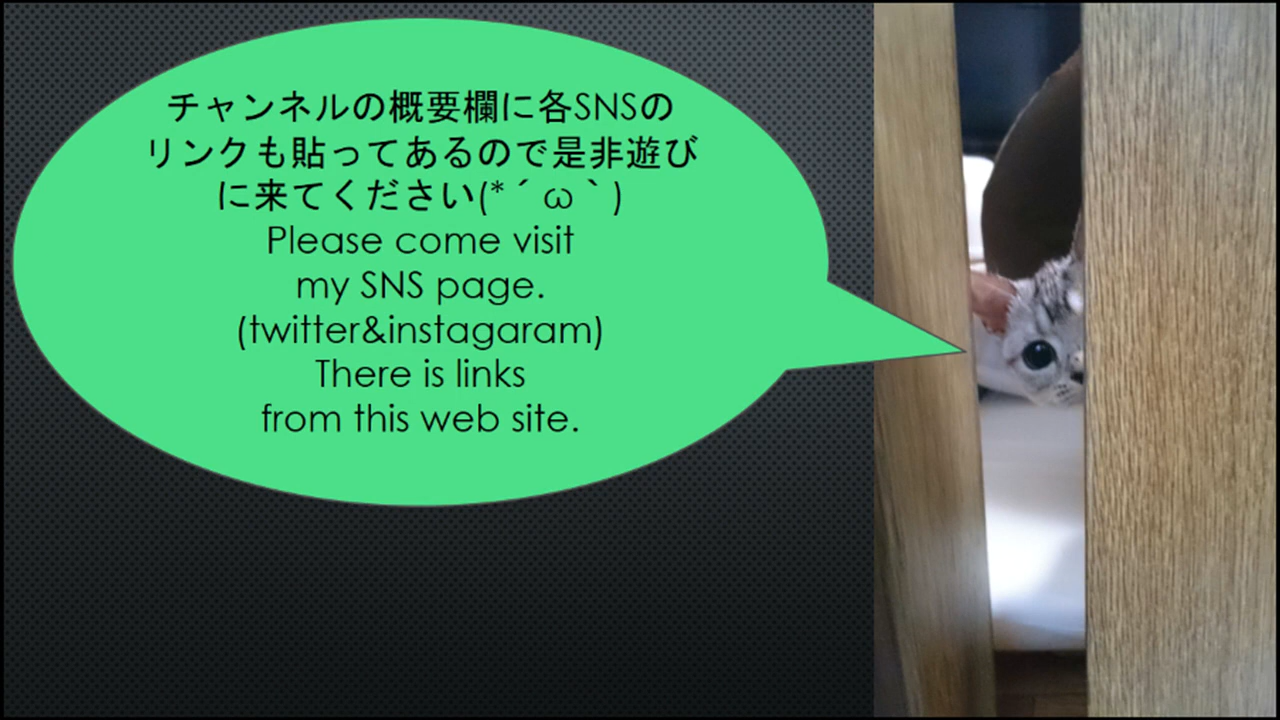 チャンネルの概要欄に各SNSの
リンクも貼ってあるので是非遊び
に来てください(*´ω｀)
Please come visit
my SNS page.
(twitter&instagaram)
There is links
from this web site.